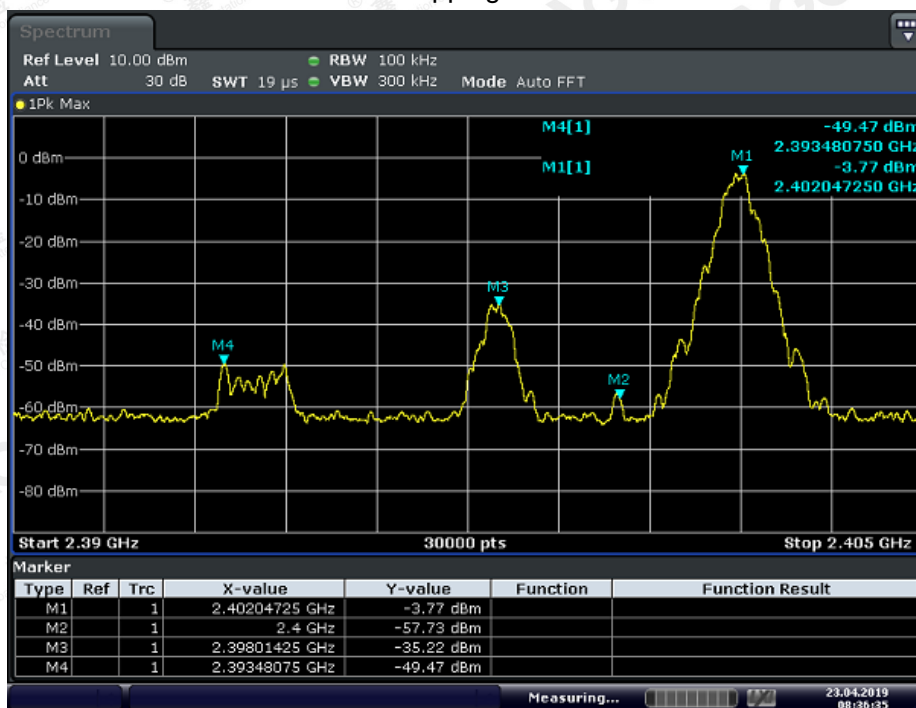 Spectrum
Ref Level 10.00 dBm RBW 100 kHz
Att 30 dB SWT 19 µs VBW 300 kHz Mode Auto FFT
1Pk Max
M4[1] -49.47 dBm
2.393480750 GHz
M1[1] -3.77 dBm
2.402047250 GHz
M1
0 dBm
-10 dBm
-20 dBm
-30 dBm
M3
-40 dBm
M4
-50 dBm
M2
-60 dBm
-70 dBm
-80 dBm
Start 2.39 GHz 30000 pts Stop 2.405 GHz
Marker
Type Ref Trc X-value Y-value Function Function Result
M1 1 2.40204725 GHz -3.77 dBm
M2 1 2.4 GHz -57.73 dBm
M3 1 2.39801425 GHz -35.22 dBm
M4 1 2.39348075 GHz -49.47 dBm
Measuring... 23.04.2019
08:36:35